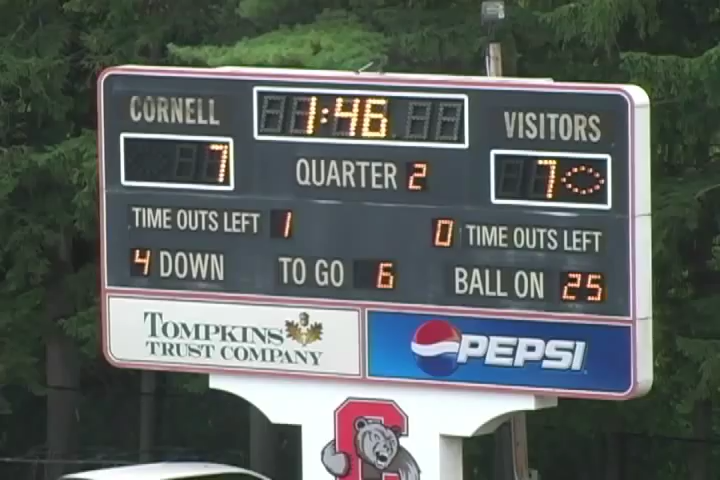 CORNELL 1:46 VISITORS
7 QUARTER 2 7
TIME OUTS LEFT 1 0 TIME OUTS LEFT
4 DOWN TO GO 6 BALL ON 25
TOMPKINS
TRUST COMPANY
PEPSI
C